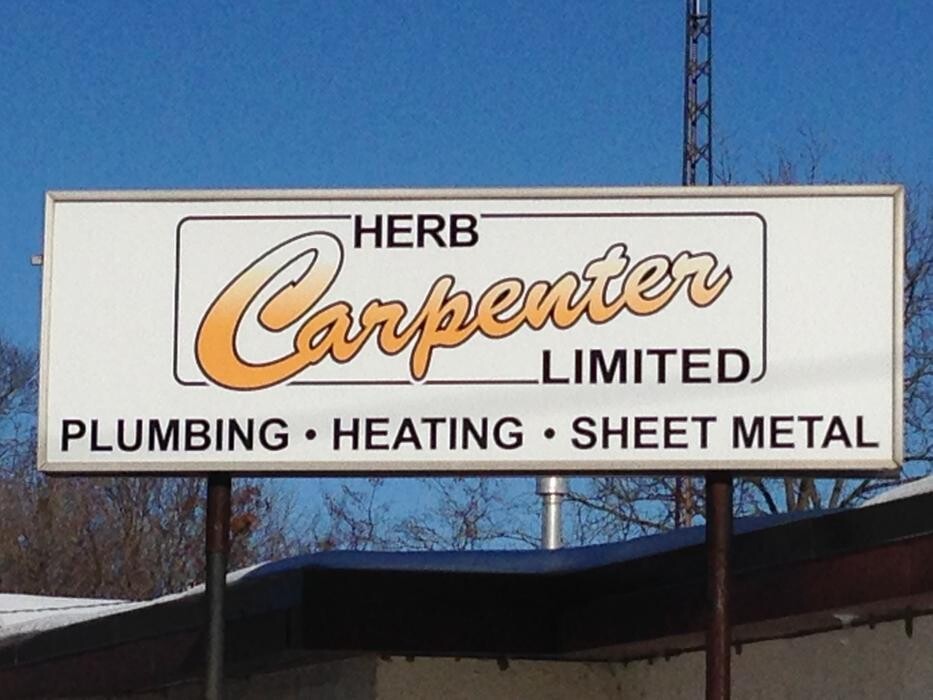 HERB
Carpenter
LIMITED
PLUMBING • HEATING • SHEET METAL